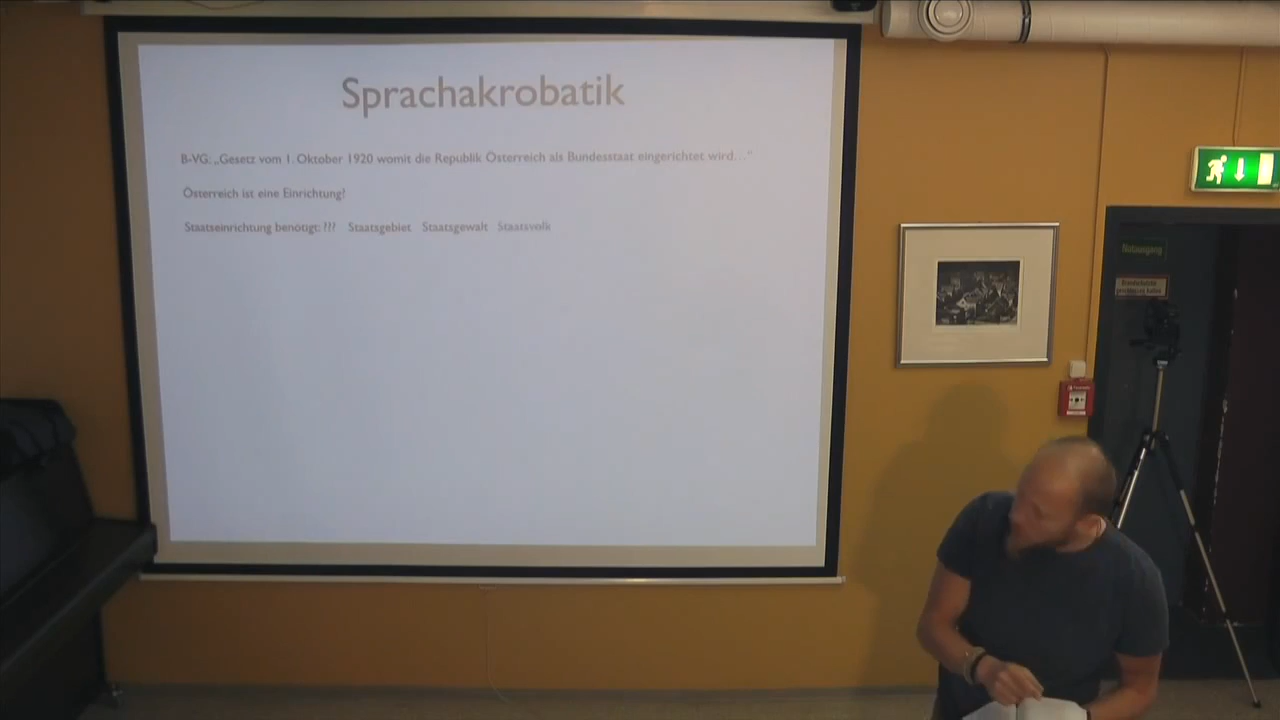 Sprachakrobatik
B-VG: „Gesetz vom 1. Oktober 1920 womit die Republik Österreich als Bundesstaat eingerichtet wird…“
Österreich ist eine Einrichtung?
Staatseinrichtung benötigt: ??? Staatsgebiet Staatsgewalt Staatsvolk
Notausgang